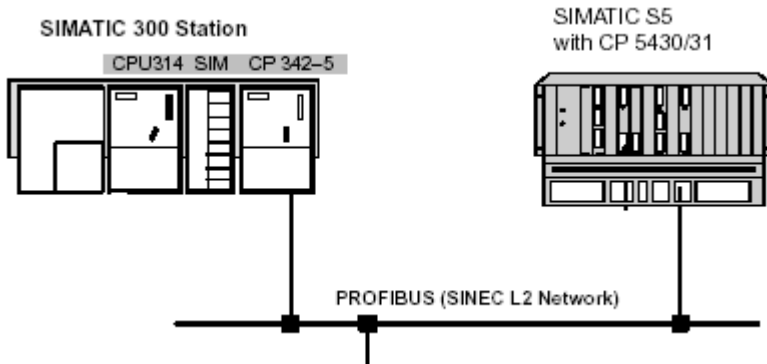 SIMATIC 300 Station
CPU314 SIM CP 342–5
SIMATIC S5
with CP 5430/31
PROFIBUS (SINEC L2 Network)